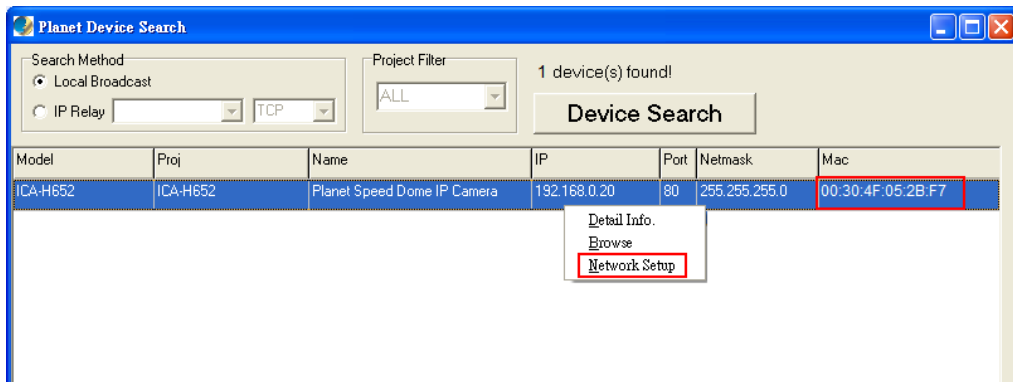 Planet Device Search
Search Method
Local Broadcast
IP Relay TCP
Project Filter
ALL
1 device(s) found!
Device Search
Model Proj Name IP Port Netmask Mac
ICA-H652 ICA-H652 Planet Speed Dome IP Camera 192.168.0.20 80 255.255.255.0 00:30:4F:05:2B:F7
Detail Info.
Browse
Network Setup